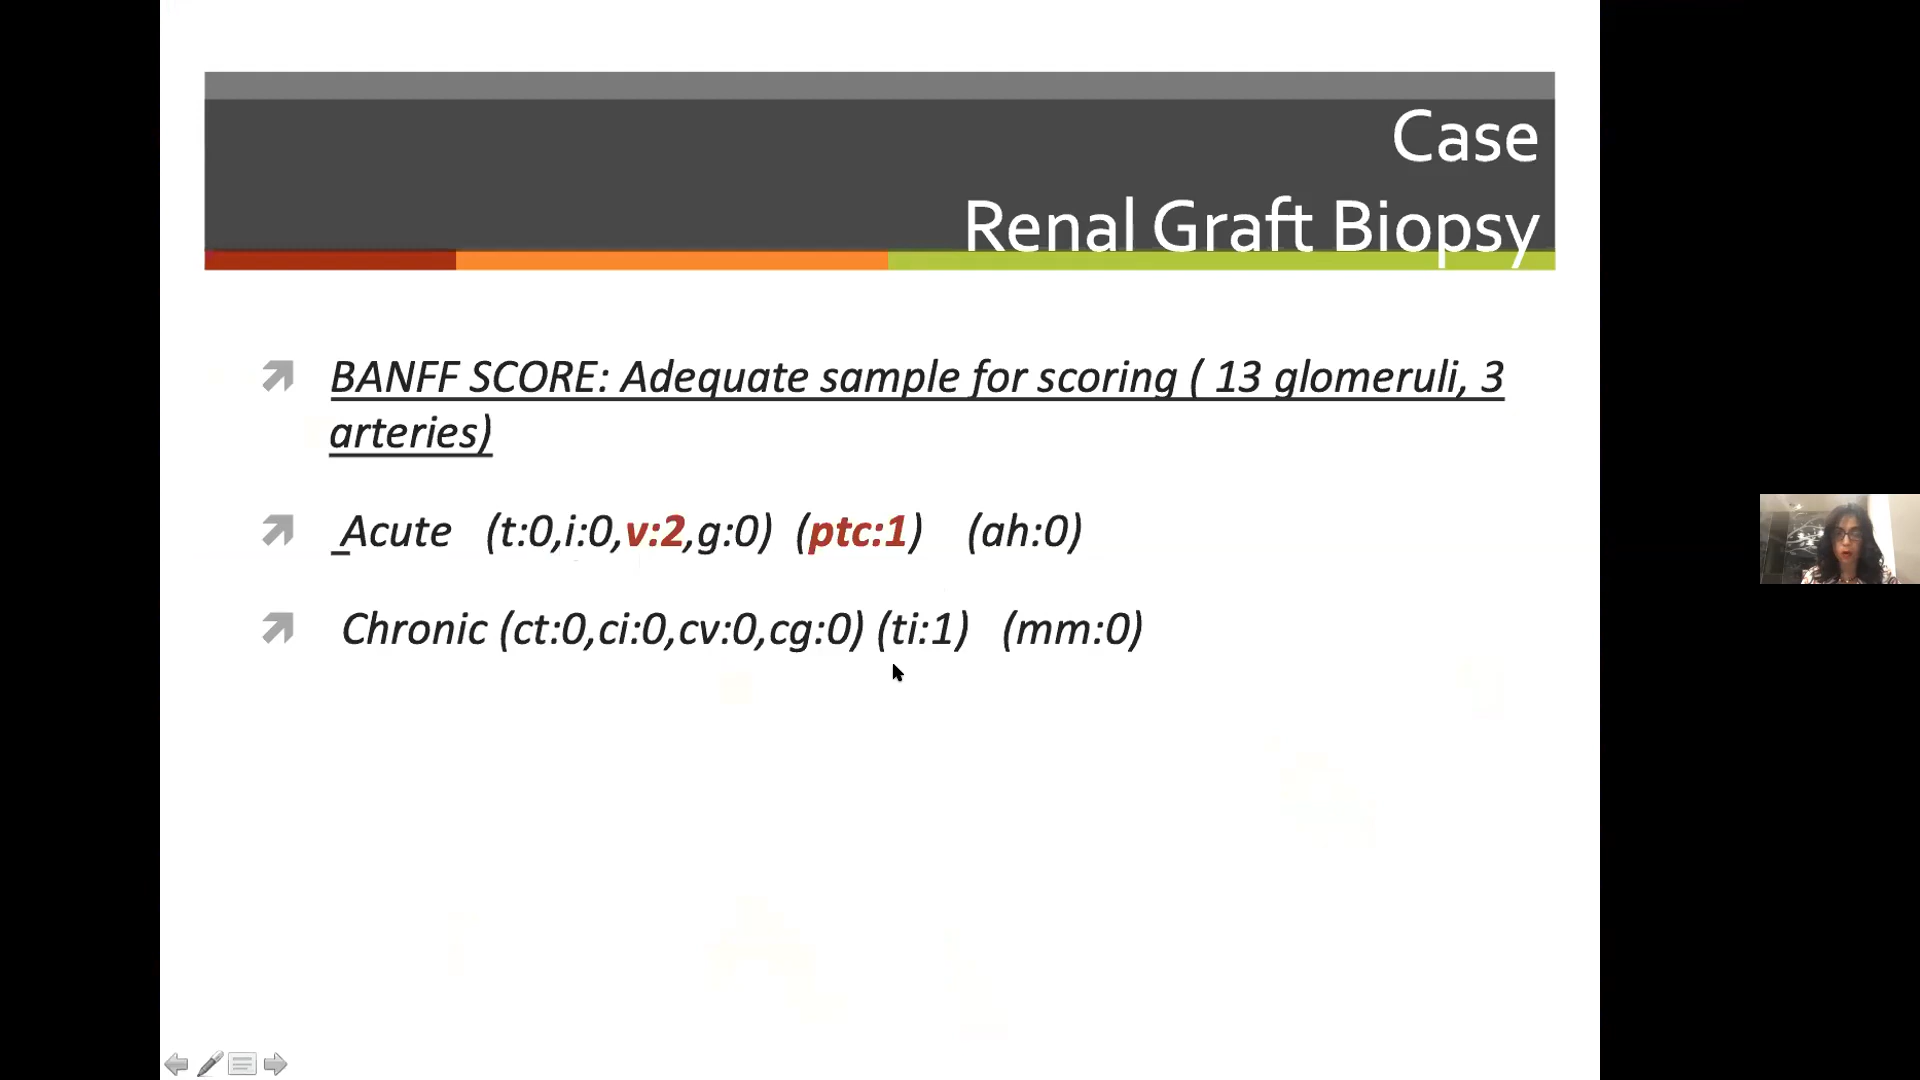 Case
Renal Graft Biopsy
BANFF SCORE: Adequate sample for scoring ( 13 glomeruli, 3
arteries)
_Acute (t:0,i:0,v:2,g:0) (ptc:1) (ah:0)
Chronic (ct:0,ci:0,cv:0,cg:0) (ti:1) (mm:0)